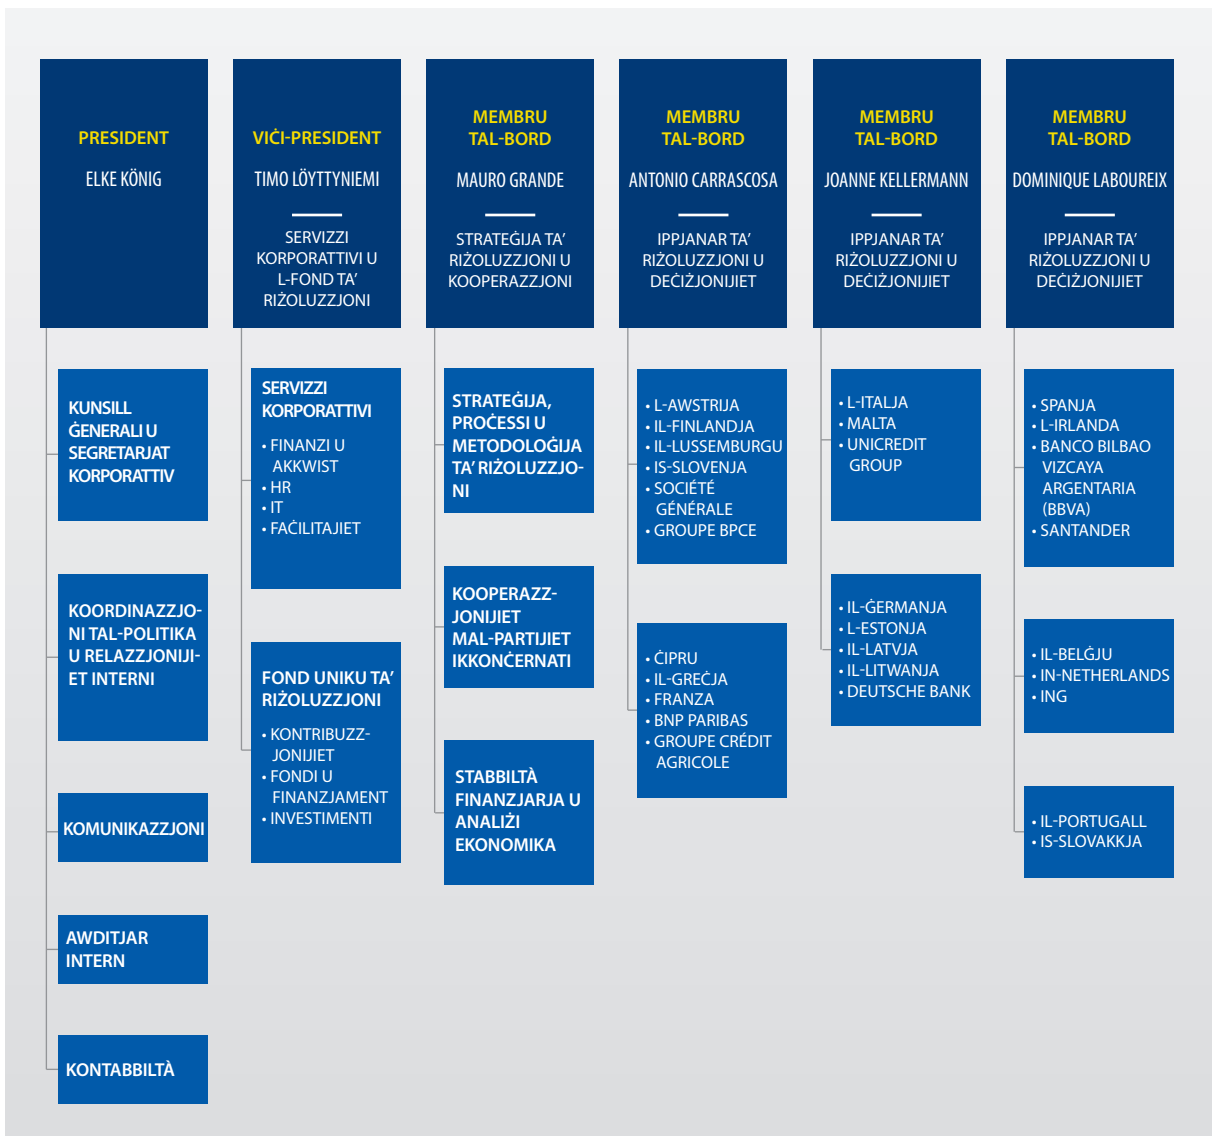 PRESIDENT
ELKE KÖNIG
KUNSILL
ĠENERALI U
SEGRETARJAT
KORPORATTIV
KOORDINAZZJO-
NI TAL-POLITIKA
U RELAZZJONIJI-
ET INTERNI
KOMUNIKAZZJONI
AWDITJAR
INTERN
KONTABBILTÀ
VIĊI-PRESIDENT
TIMO LÖYTTYNIEMI
SERVIZZI
KORPORATTIVI U
L-FOND TA'
RIŻOLUZZJONI
SERVIZZI
KORPORATTIVI
• FINANZI U
AKKWIST
• HR
• IT
• FAĊILITAJIET
FOND UNIKU TA'
RIŻOLUZZJONI
• KONTRIBUZZ-
JONIJIET
• FONDI U
FINANZJAMENT
• INVESTIMENTI
MEMBRU
TAL-BORD
MAURO GRANDE
STRATEĠIJA TA'
RIŻOLUZZJONI U
KOOPERAZZJONI
STRATEĠIJA,
PROĊESSI U
METODOLOĠIJA
TA' RIŻOLUZZJO-
NI
KOOPERAZZ-
JONIJIET
MAL-PARTIJIET
IKKONĊERNATI
STABBILTÀ
FINANZJARJA U
ANALIŻI
EKONOMIKA
MEMBRU
TAL-BORD
ANTONIO CARRASCOSA
IPPJANAR TA'
RIŻOLUZZJONI U
DEĊIŻJONIJIET
• L-AWSTRIJA
• IL-FINLANDJA
• IL-LUSSEMBURGU
• IS-SLOVENJA
• SOCIÉTÉ
GÉNÉRALE
• GROUPE BPCE
• ĊIPRU
• IL-GREĊJA
• FRANZA
• BNP PARIBAS
• GROUPE CRÉDIT
AGRICOLE
MEMBRU
TAL-BORD
JOANNE KELLERMANN
IPPJANAR TA'
RIŻOLUZZJONI U
DEĊIŻJONIJIET
• L-ITALJA
• MALTA
• UNICREDIT
GROUP
• IL-ĠERMANJA
• L-ESTONJA
• IL-LATVJA
• IL-LITWANJA
• DEUTSCHE BANK
MEMBRU
TAL-BORD
DOMINIQUE LABOUREIX
IPPJANAR TA'
RIŻOLUZZJONI U
DEĊIŻJONIJIET
• SPANJA
• L-IRLANDA
• BANCO BILBAO
VIZCAYA
ARGENTARIA
(BBVA)
• SANTANDER
• IL-BELĠJU
• IN-NETHERLANDS
• ING
• IL-PORTUGALL
• IS-SLOVAKKJA